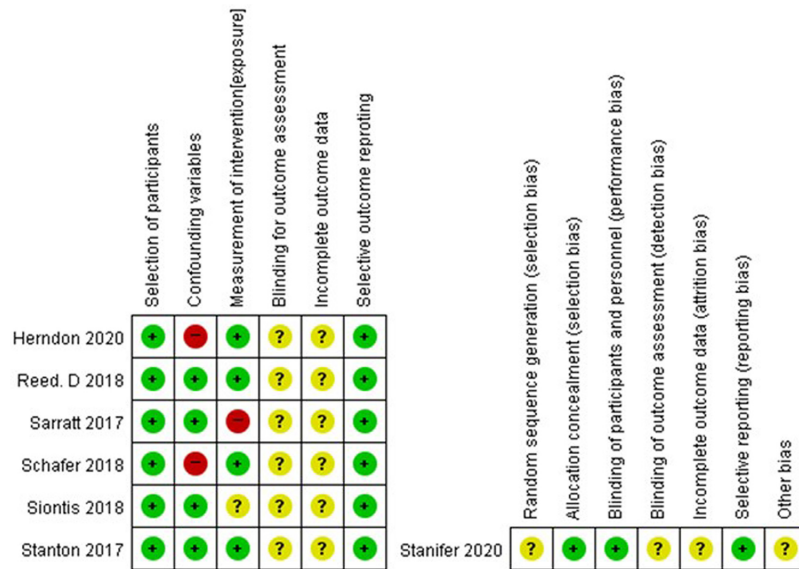 Selection of participants
Confounding variables
Measurement of intervention[exposure]
Blinding for outcome assessment
Incomplete outcome data
Selective outcome reproting
Herndon 2020 + − + ? ? +
Reed. D 2018 + + + ? ? +
Sarratt 2017 + + − ? ? +
Schafer 2018 + − + ? ? +
Siontis 2018 + + ? ? ? +
Stanton 2017 + + + ? ? +
Random sequence generation (selection bias)
Allocation concealment (selection bias)
Blinding of participants and personnel (performance bias)
Blinding of outcome assessment (detection bias)
Incomplete outcome data (attrition bias)
Selective reporting (reporting bias)
Other bias
Stanifer 2020 ? + + ? ? + ?